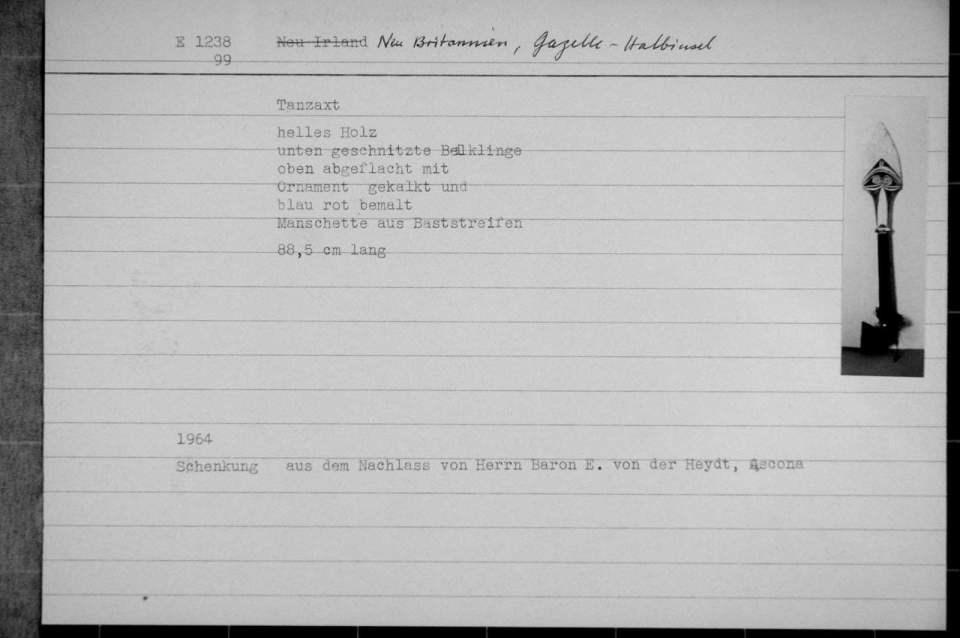 E 1238 Neu Irland Neu Britannien, Gazelle-Halbinsel
99
Tanzaxt
helles Holz
unten geschnitzte Beilklinge
oben abgeflacht mit
Ornament gekalkt und
blau rot bemalt
Manschette aus Baststreifen
88,5 cm lang
1964
Schenkung aus dem Nachlass von Herrn Baron E. von der Heydt, Ascona